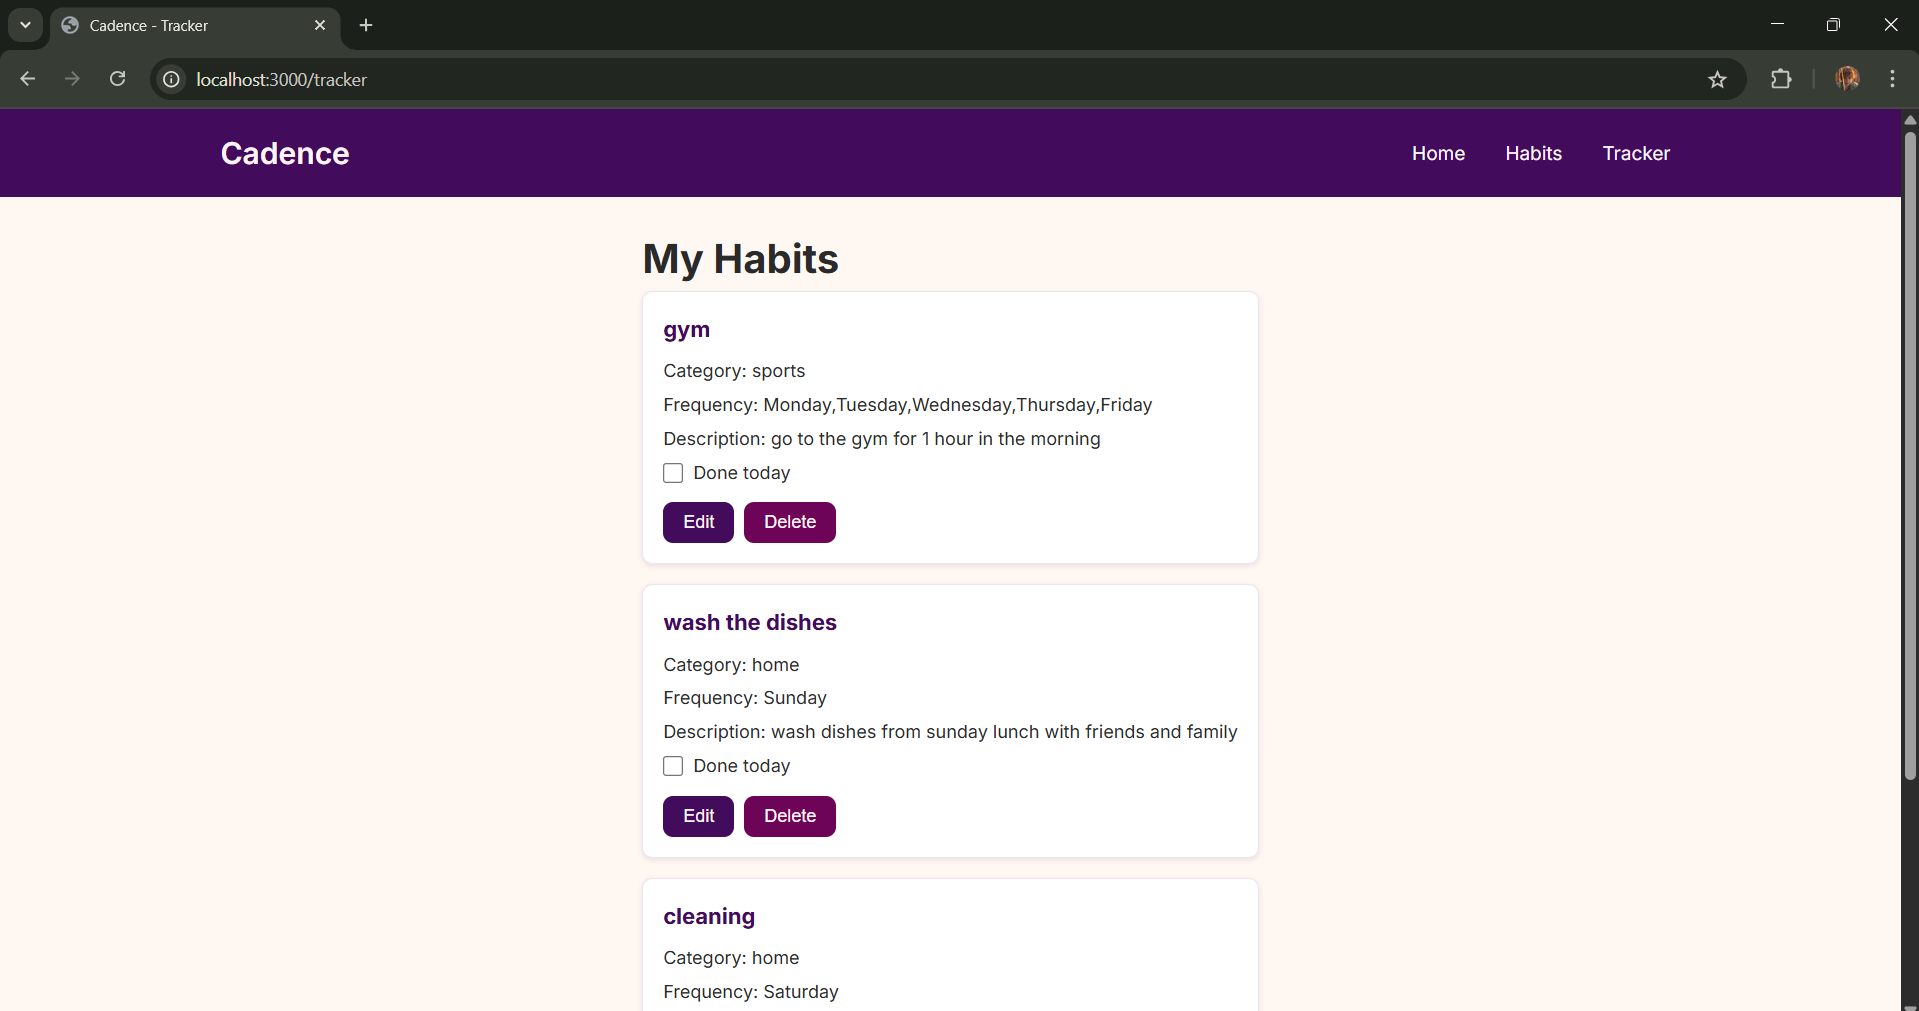 Cadence - Tracker
localhost:3000/tracker
Cadence
Home Habits Tracker
My Habits
gym
Category: sports
Frequency: Monday,Tuesday,Wednesday,Thursday,Friday
Description: go to the gym for 1 hour in the morning
Done today
Edit Delete
wash the dishes
Category: home
Frequency: Sunday
Description: wash dishes from sunday lunch with friends and family
Done today
Edit Delete
cleaning
Category: home
Frequency: Saturday